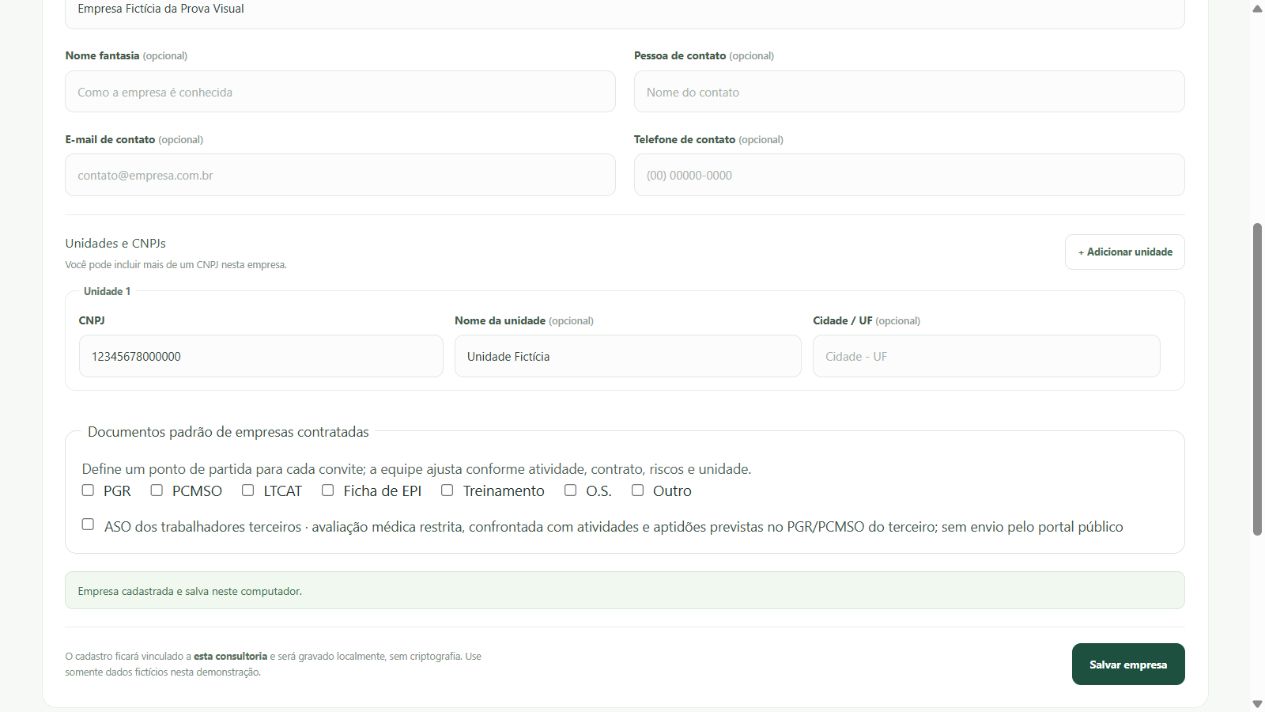 Empresa Fictícia da Prova Visual
Nome fantasia (opcional)
Pessoa de contato (opcional)
Como a empresa é conhecida
Nome do contato
E-mail de contato (opcional)
Telefone de contato (opcional)
contato@empresa.com.br
(00) 00000-0000
Unidades e CNPJs
Você pode incluir mais de um CNPJ nesta empresa.
+ Adicionar unidade
Unidade 1
CNPJ
Nome da unidade (opcional)
Cidade / UF (opcional)
12345678000000
Unidade Fictícia
Cidade - UF
Documentos padrão de empresas contratadas
Define um ponto de partida para cada convite; a equipe ajusta conforme atividade, contrato, riscos e unidade.
PGR PCMSO LTCAT Ficha de EPI Treinamento O.S. Outro
ASO dos trabalhadores terceiros · avaliação médica restrita, confrontada com atividades e aptidões previstas no PGR/PCMSO do terceiro; sem envio pelo portal público
Empresa cadastrada e salva neste computador.
O cadastro ficará vinculado a esta consultoria e será gravado localmente, sem criptografia. Use
somente dados fictícios nesta demonstração.
Salvar empresa